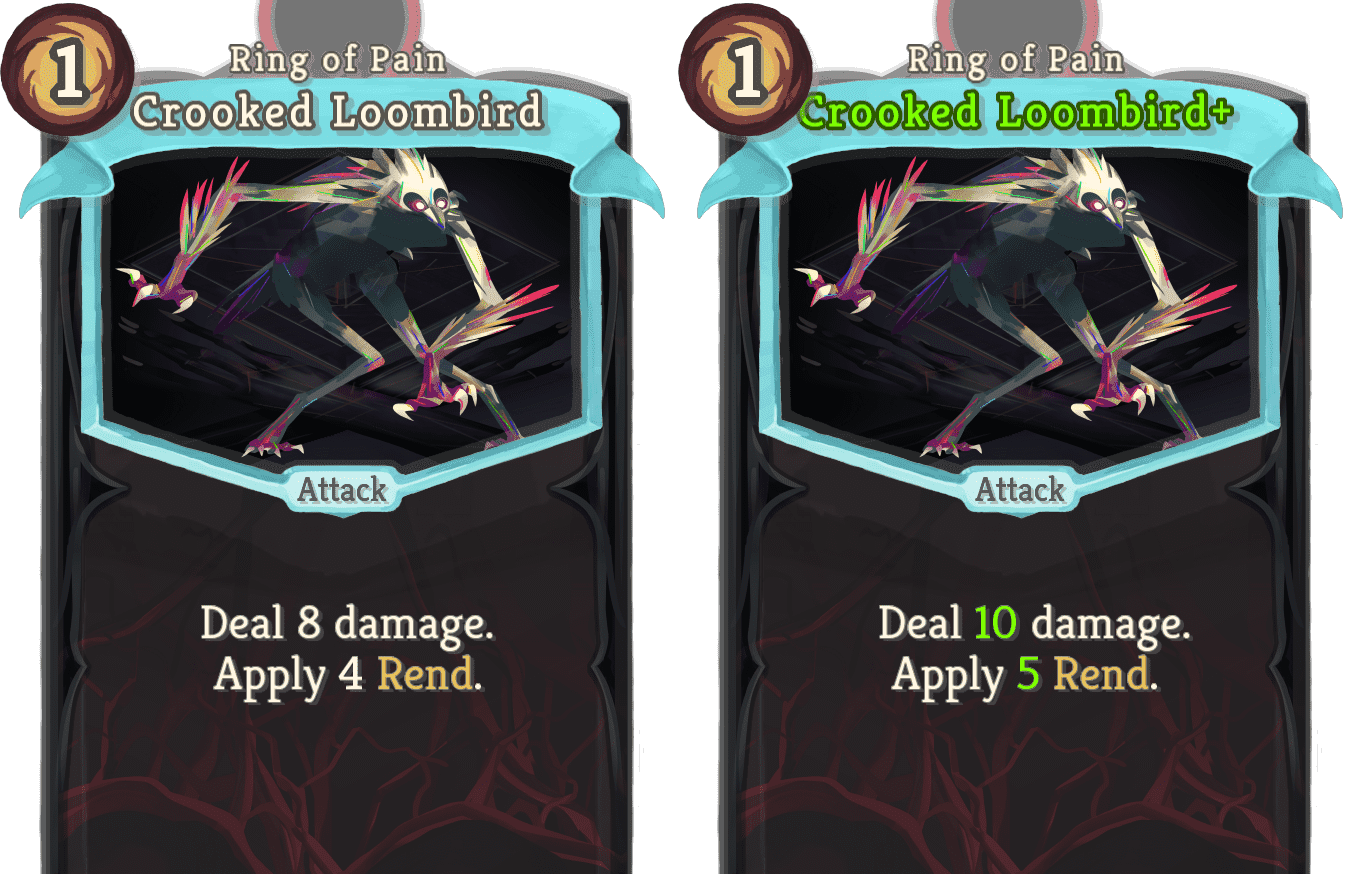 1
Ring of Pain
Crooked Loombird
Attack
Deal 8 damage.
Apply 4 Rend.
1
Ring of Pain
Crooked Loombird+
Attack
Deal 10 damage.
Apply 5 Rend.